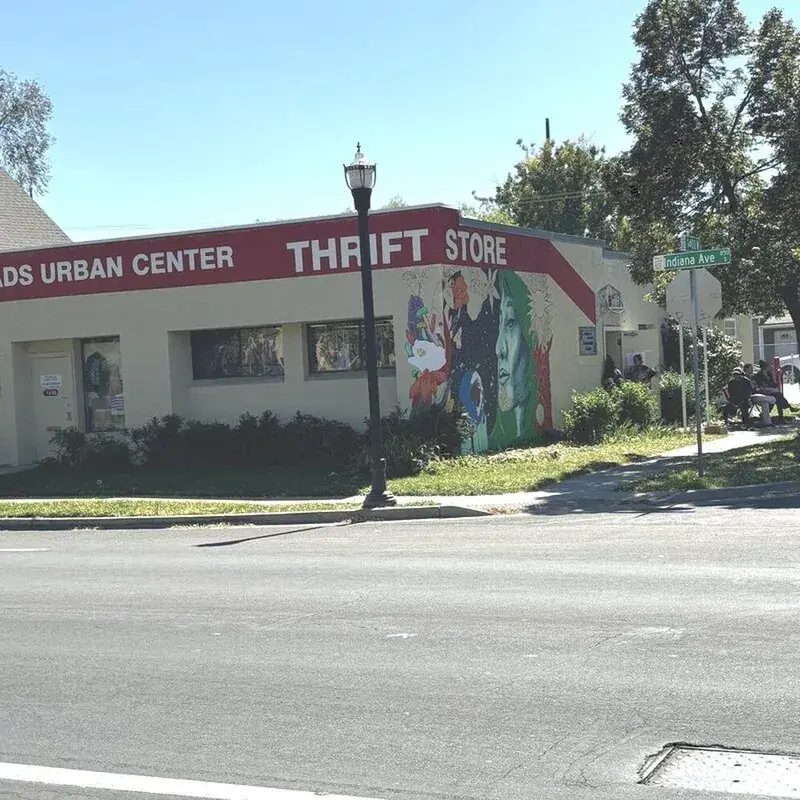 ADS URBAN CENTER THRIFT STORE
Indiana Ave